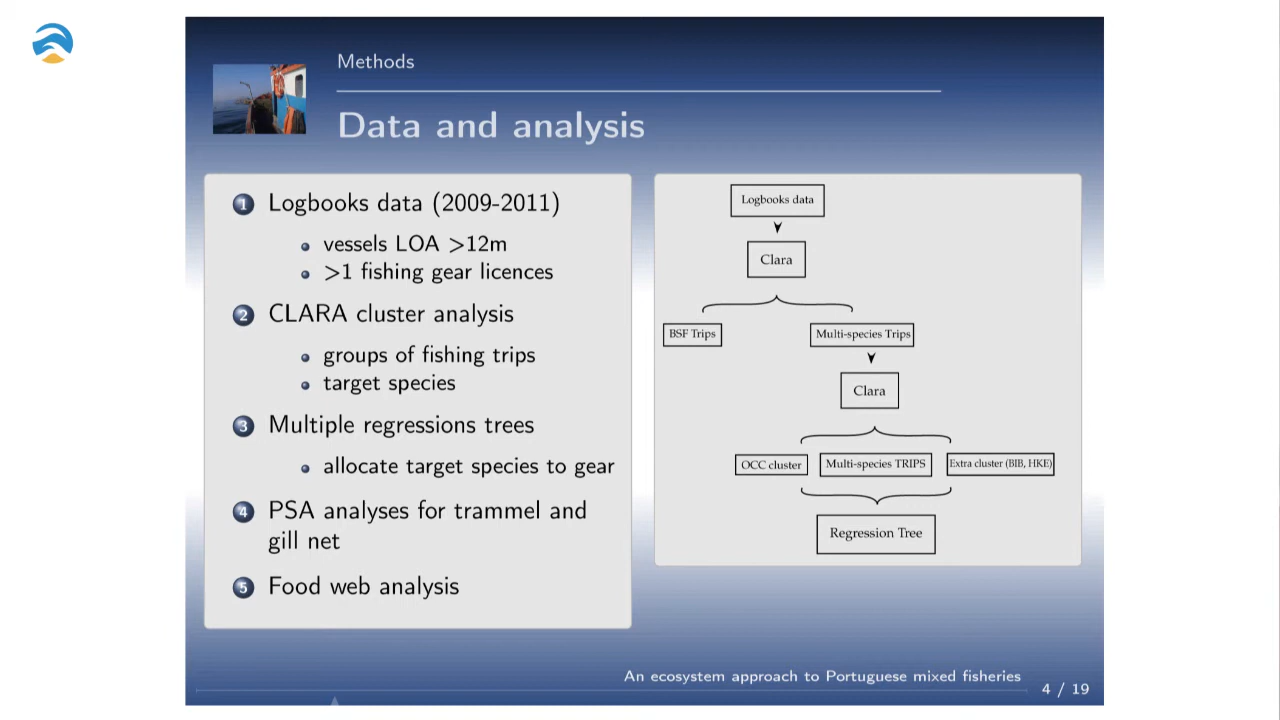 Methods
Data and analysis
1 Logbooks data (2009-2011)
vessels LOA >12m
>1 fishing gear licences
2 CLARA cluster analysis
groups of fishing trips
target species
3 Multiple regressions trees
allocate target species to gear
4 PSA analyses for trammel and
gill net
5 Food web analysis
Logbooks data
Clara
BSF Trips
Multi-species Trips
Clara
OCC cluster
Multi-species TRIPS
Extra cluster (BIB, HKE)
Regression Tree
An ecosystem approach to Portuguese mixed fisheries
4 / 19